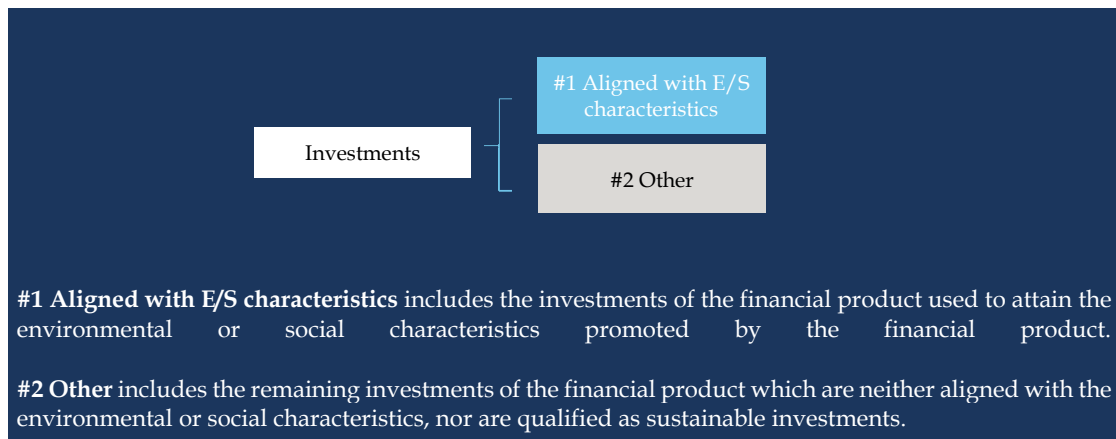 #1 Aligned with E/S
characteristics
Investments
#2 Other
#1 Aligned with E/S characteristics includes the investments of the financial product used to attain the
environmental or social characteristics promoted by the financial product.
#2 Other includes the remaining investments of the financial product which are neither aligned with the
environmental or social characteristics, nor are qualified as sustainable investments.